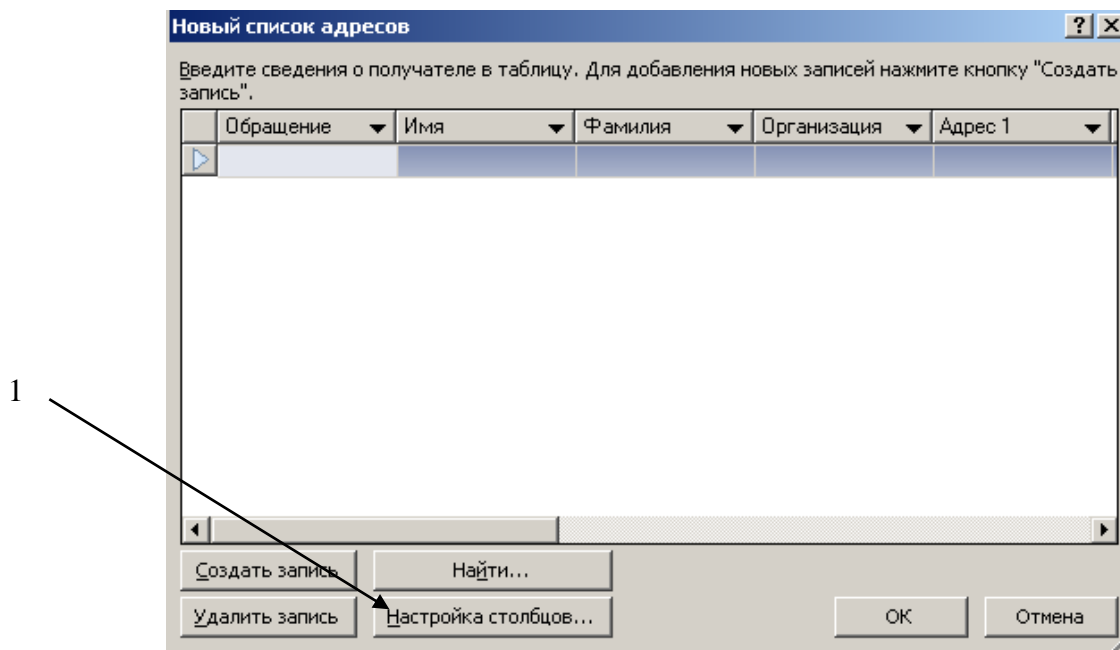 Новый список адресов
Введите сведения о получателе в таблицу. Для добавления новых записей нажмите кнопку "Создать
запись".
Обращение Имя Фамилия Организация Адрес 1
1
Создать запись Найти...
Удалить запись Настройка столбцов... ОК Отмена